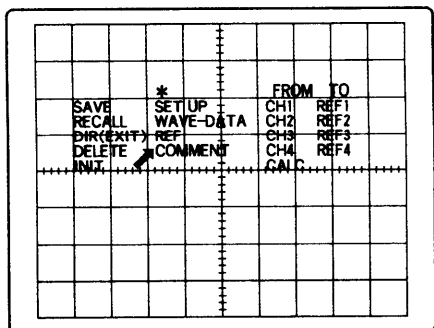 * FROM TO
SAVE SET UP CH1 REF1
RECALL WAVE-DATA CH2 REF2
DIR(EXIT) REF CH3 REF3
DELETE COMMENT CH4 REF4
INIT CALC